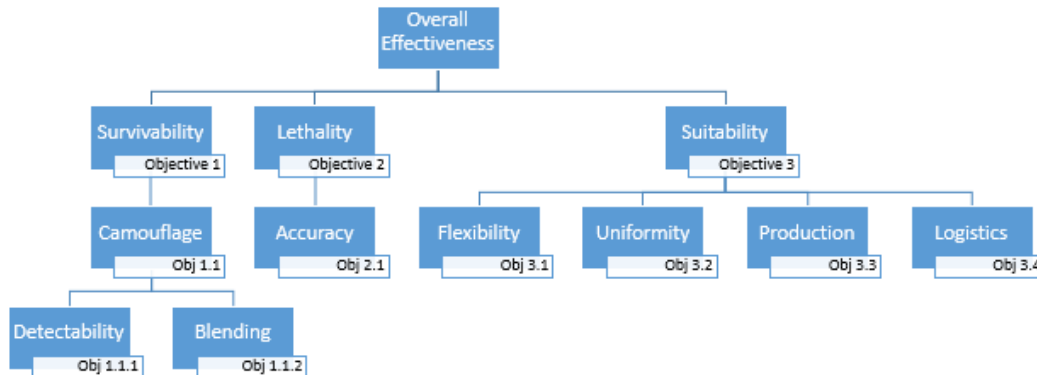 Overall
Effectiveness
Survivability
Objective 1
Lethality
Objective 2
Suitability
Objective 3
Camouflage
Obj 1.1
Accuracy
Obj 2.1
Flexibility
Obj 3.1
Uniformity
Obj 3.2
Production
Obj 3.3
Logistics
Obj 3.4
Detectability
Obj 1.1.1
Blending
Obj 1.1.2